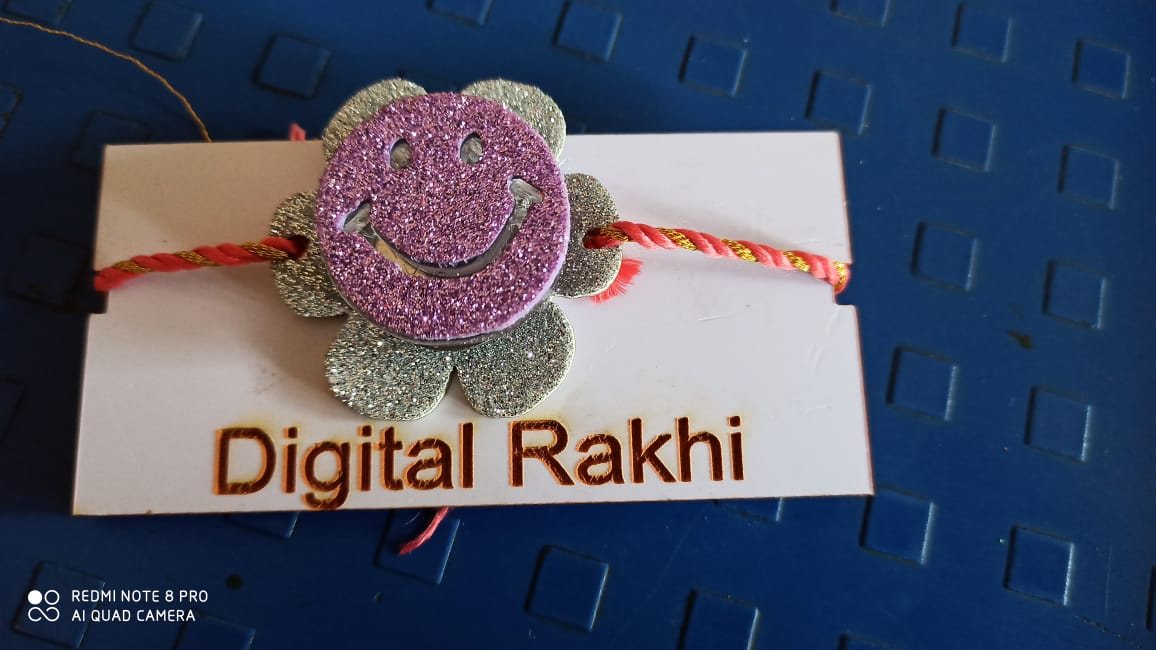 Digital Rakhi
REDMI NOTE 8 PRO
AI QUAD CAMERA